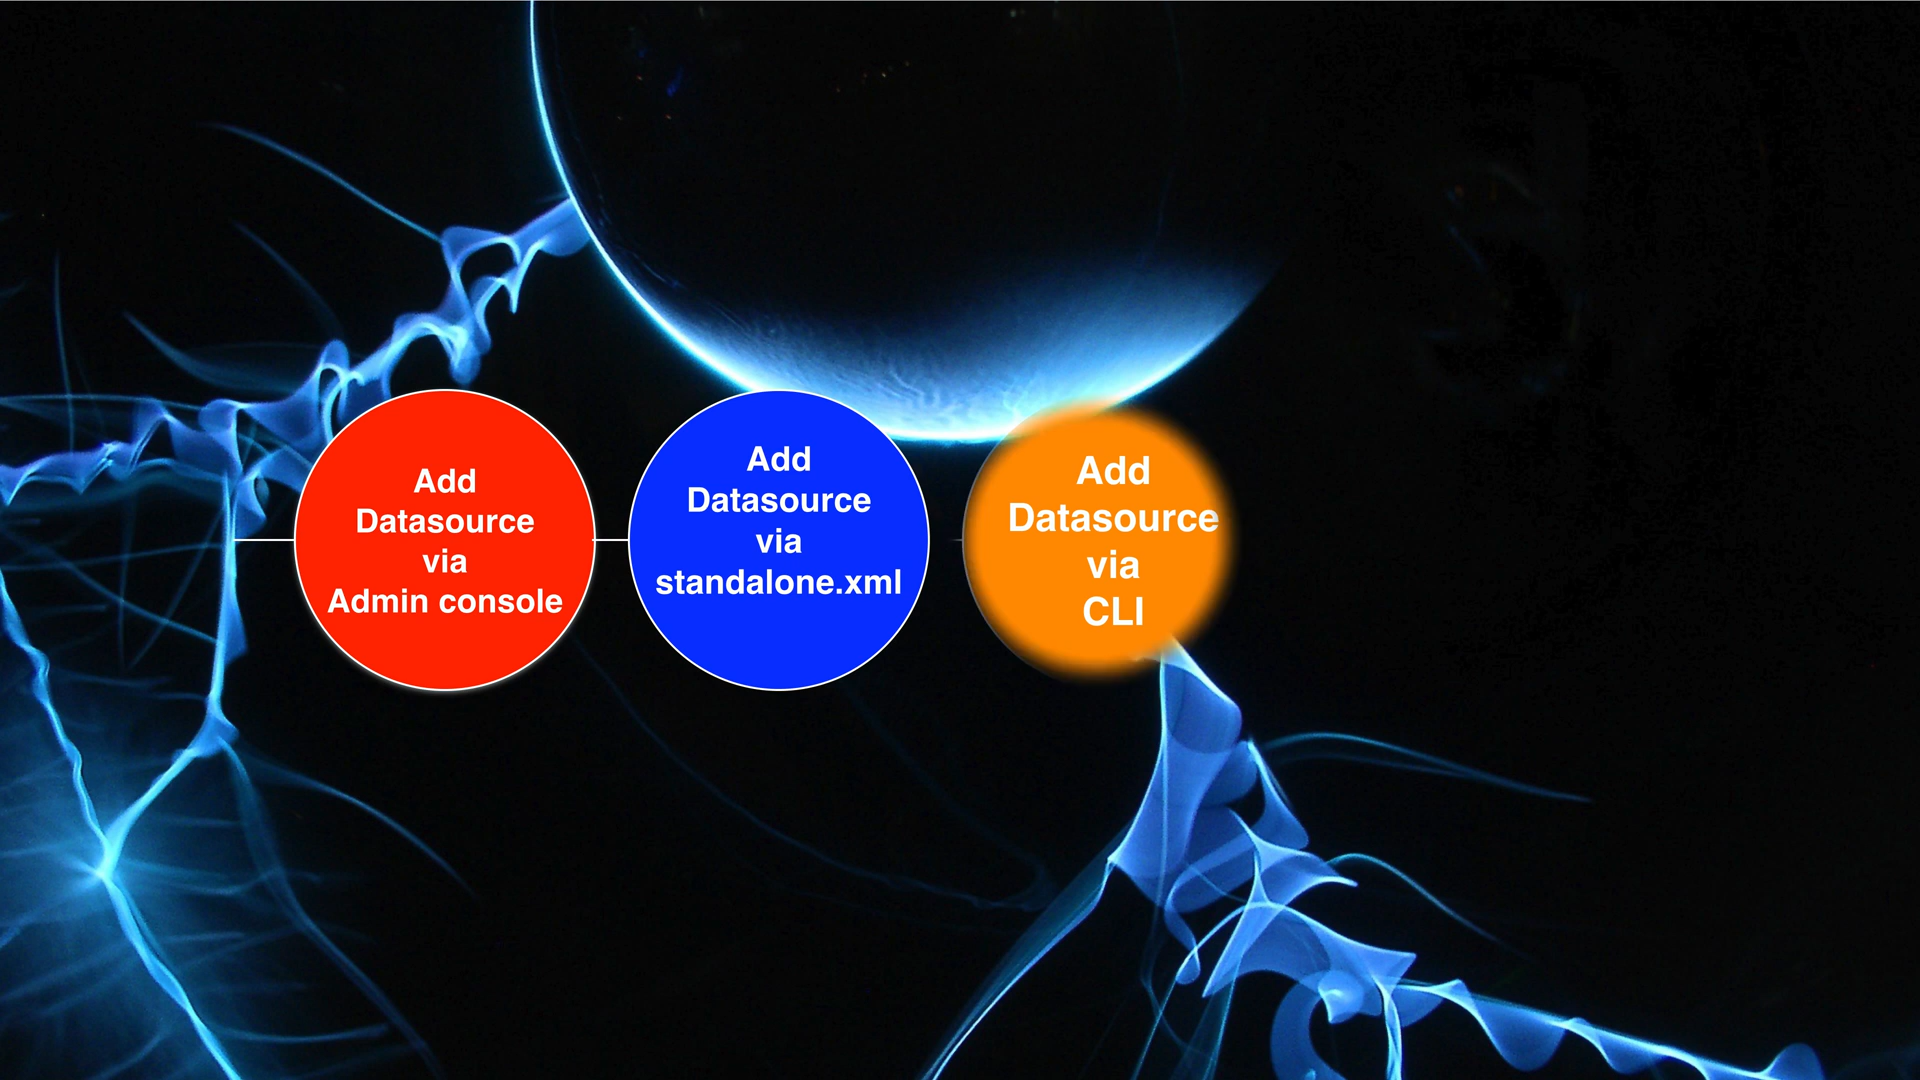 Add
Datasource
via
Admin console
Add
Datasource
via
standalone.xml
Add
Datasource
via
CLI